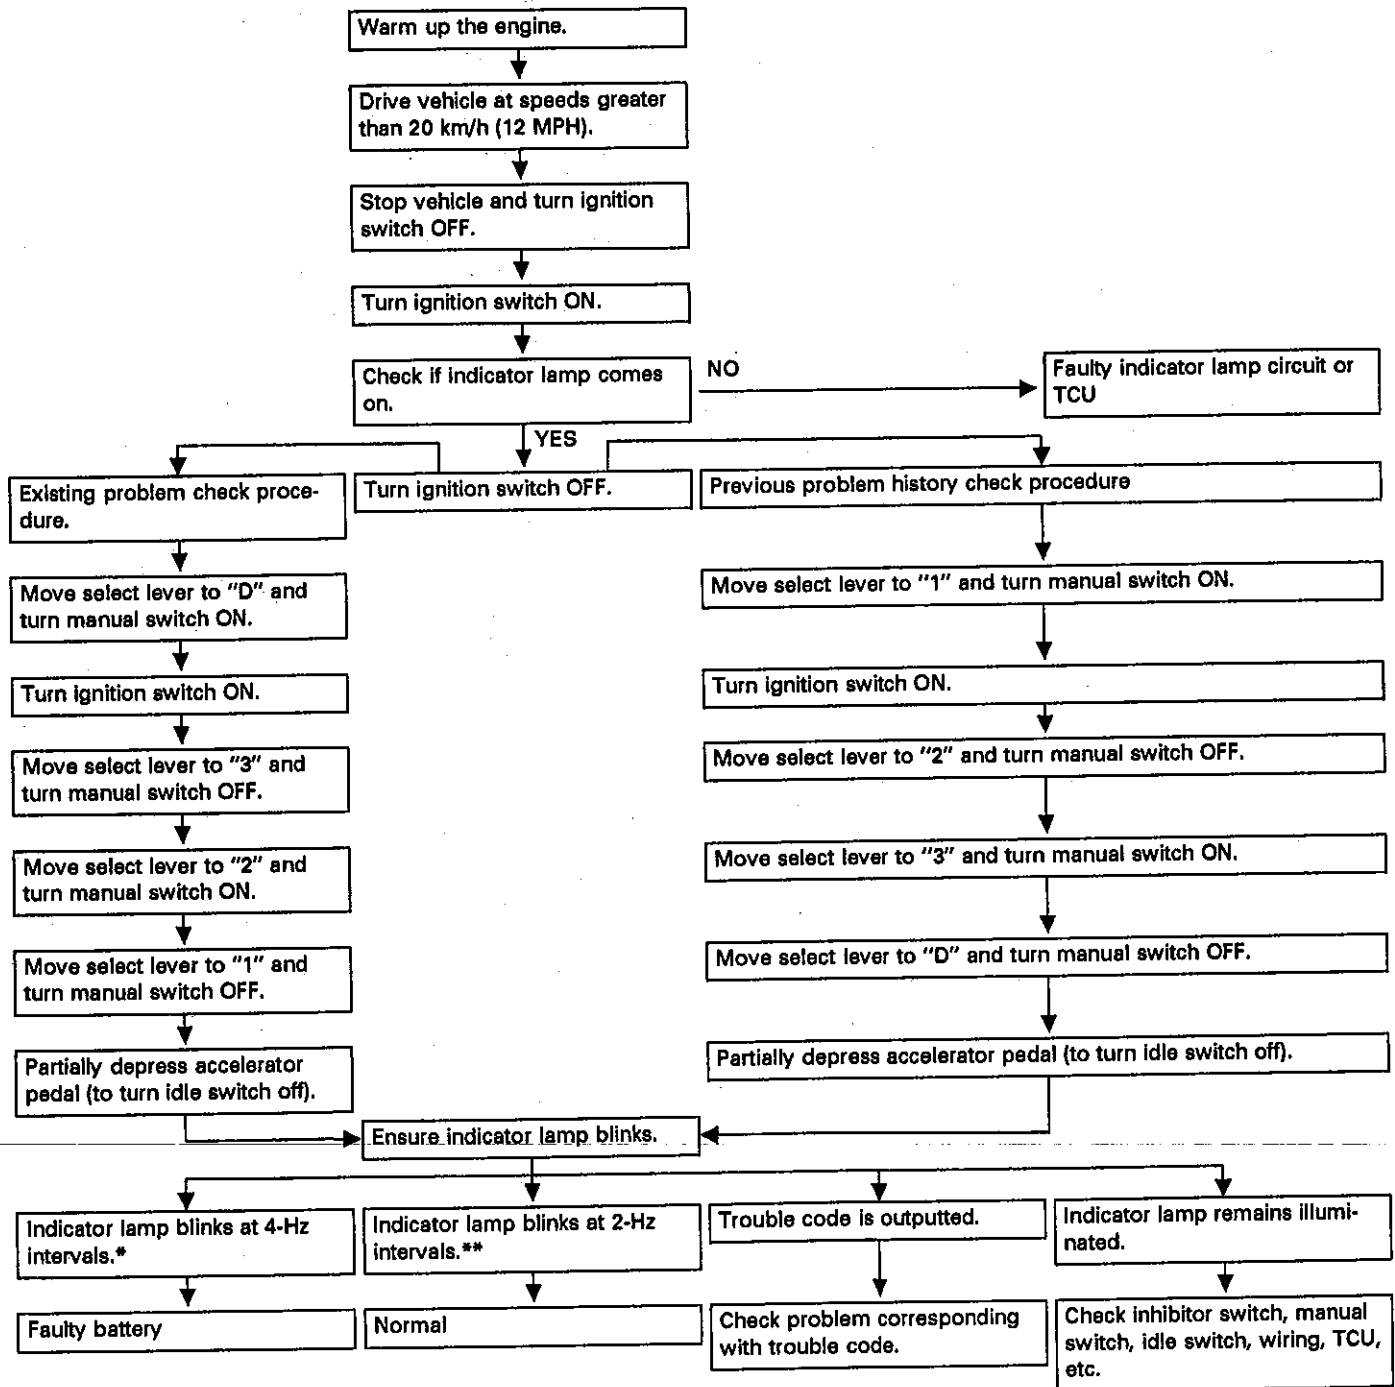 Warm up the engine.
Drive vehicle at speeds greater
than 20 km/h (12 MPH).
Stop vehicle and turn ignition
switch OFF.
Turn ignition switch ON.
Check if indicator lamp comes
on.
NO
Faulty indicator lamp circuit or
TCU
YES
Existing problem check proce-
dure.
Turn ignition switch OFF.
Previous problem history check procedure
Move select lever to "D" and
turn manual switch ON.
Turn ignition switch ON.
Move select lever to "3" and
turn manual switch OFF.
Move select lever to "2" and
turn manual switch ON.
Move select lever to "1" and
turn manual switch OFF.
Partially depress accelerator
pedal (to turn idle switch off).
Move select lever to "1" and turn manual switch ON.
Turn ignition switch ON.
Move select lever to "2" and turn manual switch OFF.
Move select lever to "3" and turn manual switch ON.
Move select lever to "D" and turn manual switch OFF.
Partially depress accelerator pedal (to turn idle switch off).
Ensure indicator lamp blinks.
Indicator lamp blinks at 4-Hz
intervals.*
Indicator lamp blinks at 2-Hz
intervals.**
Trouble code is outputted.
Indicator lamp remains illumi-
nated.
Faulty battery
Normal
Check problem corresponding
with trouble code.
Check inhibitor switch, manual
switch, idle switch, wiring, TCU,
etc.